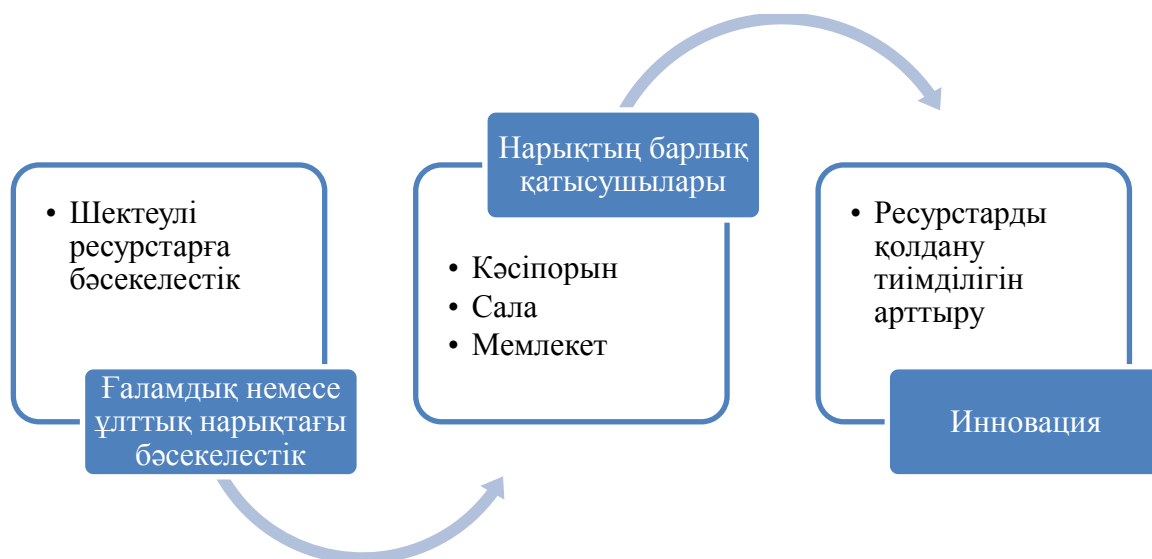 • Шектеулі
ресурстарға
бәсекелестік
Ғаламдық немесе
ұлттық нарықтағы
бәсекелестік
Нарықтың барлық
қатысушылары
• Кәсіпорын
• Сала
• Мемлекет
• Ресурстарды
қолдану
тиімділігін
арттыру
Инновация